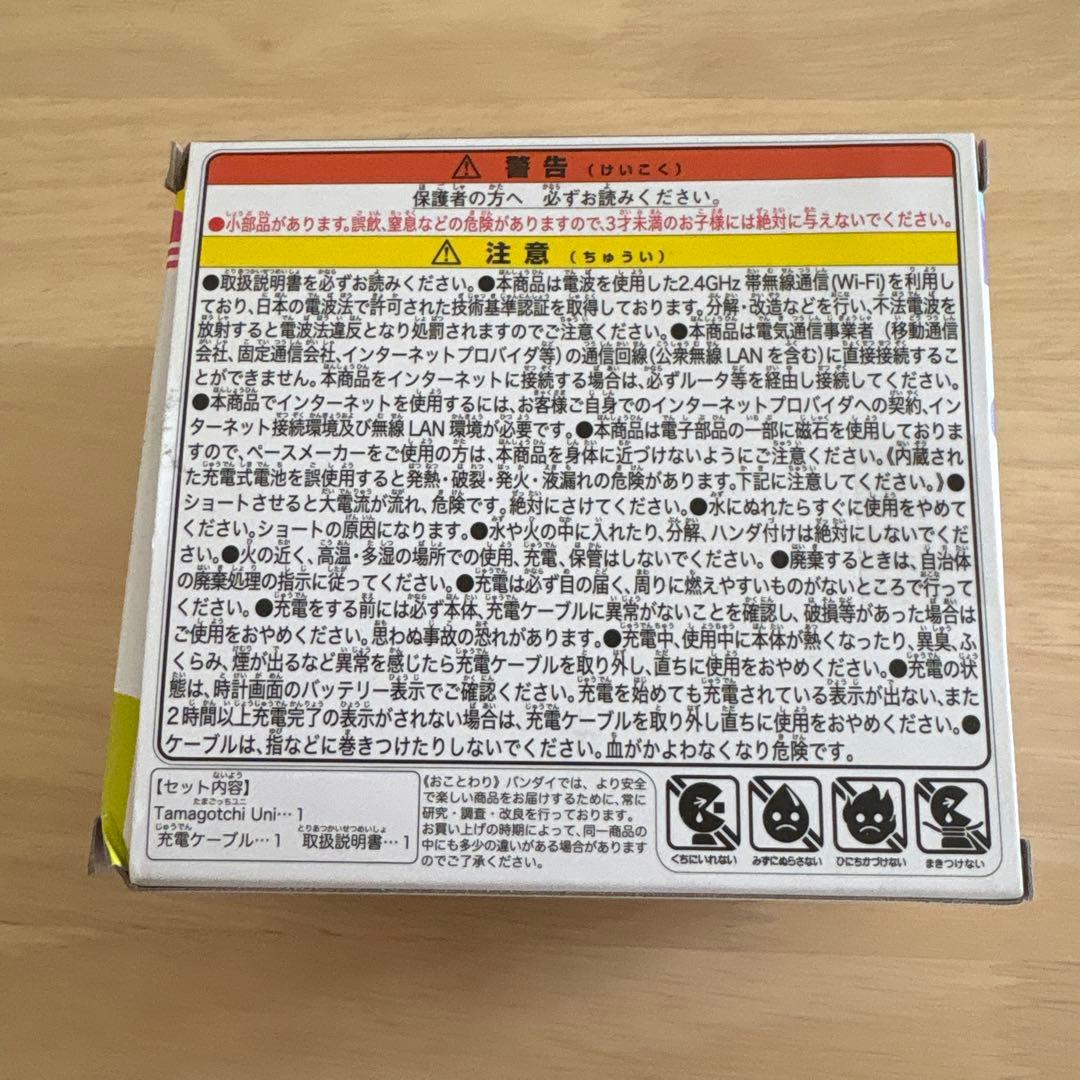 警告（けいこく）
保護者の方へ 必ずお読みください。
●小部品があります。誤飲、窒息などの危険がありますので、3才未満のお子様には絶対に与えないでください。
注意（ちゅうい）
●取扱説明書を必ずお読みください。●本商品は電波を使用した2.4GHz 帯無線通信(Wi-Fi)を利用し
ており、日本の電波法で許可された技術基準認証を取得しております。分解・改造などを行い、不法電波を
放射すると電波法違反となり処罰されますのでご注意ください。●本商品は電気通信事業者（移動通信
会社、固定通信会社、インターネットプロバイダ等）の通信回線(公衆無線LANを含む)に直接接続するこ
とができません。本商品をインターネットに接続する場合は、必ずルータ等を経由し接続してください。
●本商品でインターネットを使用するには、お客様ご自身でのインターネットプロバイダへの契約、イン
ターネット接続環境及び無線LAN環境が必要です。●本商品は電子部品の一部に磁石を使用しておりま
すので、ペースメーカーをご使用の方は、本商品を身体に近づけないようにご注意ください。《内蔵され
た充電式電池を誤使用すると発熱・破裂・発火・液漏れの危険があります。下記に注意してください。》●
ショートさせると大電流が流れ、危険です。絶対にさけてください。●水にぬれたらすぐに使用をやめて
ください。ショートの原因になります。●水や火の中に入れたり、分解、ハンダ付けは絶対にしないでくだ
さい。●火の近く、高温・多湿の場所での使用、充電、保管はしないでください。●廃棄するときは、自治体
の廃棄処理の指示に従ってください。●充電は必ず目の届く、周りに燃えやすいものがないところで行って
ください。●充電をする前には必ず本体、充電ケーブルに異常がないことを確認し、破損等があった場合は
ご使用をおやめください。思わぬ事故の恐れがあります。●充電中、使用中に本体が熱くなったり、異臭、ふ
くらみ、煙が出るなど異常を感じたら充電ケーブルを取り外し、直ちに使用をおやめください。●充電の状
態は、時計画面のバッテリー表示でご確認ください。充電を始めても充電されている表示が出ない、また
2時間以上充電完了の表示がされない場合は、充電ケーブルを取り外し直ちに使用をおやめください。●
ケーブルは、指などに巻きつけたりしないでください。血がかよわなくなり危険です。
【セット内容】
Tamagotchi Uni…1
充電ケーブル…1 取扱説明書…1
《おことわり》バンダイでは、より安全
で楽しい商品をお届けするために、常に
研究・調査・改良を行っております。
お買い上げの時期によって、同一商品の
中にも多少の違いがある場合があります
のでご了承ください。
くちにいれない みずにぬらさない ひにちかづけない まきつけない